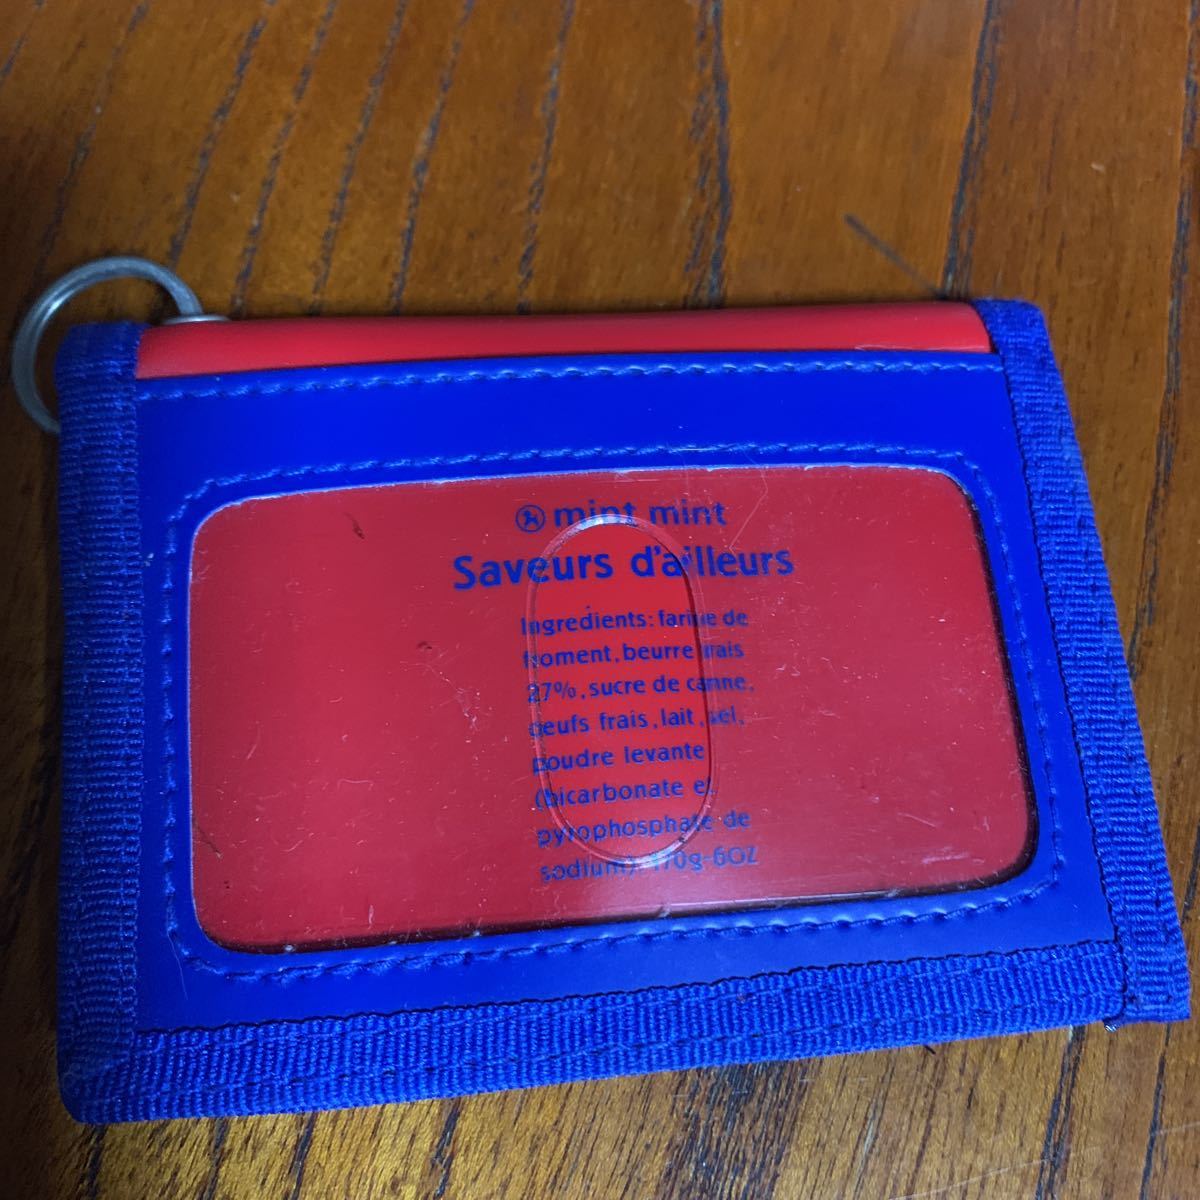 mint mint
Saveurs d'ailleurs
Ingredients: farine de
froment, beurre frais
27%, sucre de canne,
oeufs frais, lait, sel,
poudre levante
(bicarbonate et
pyrophosphate de
sodium). 170g-6OZ